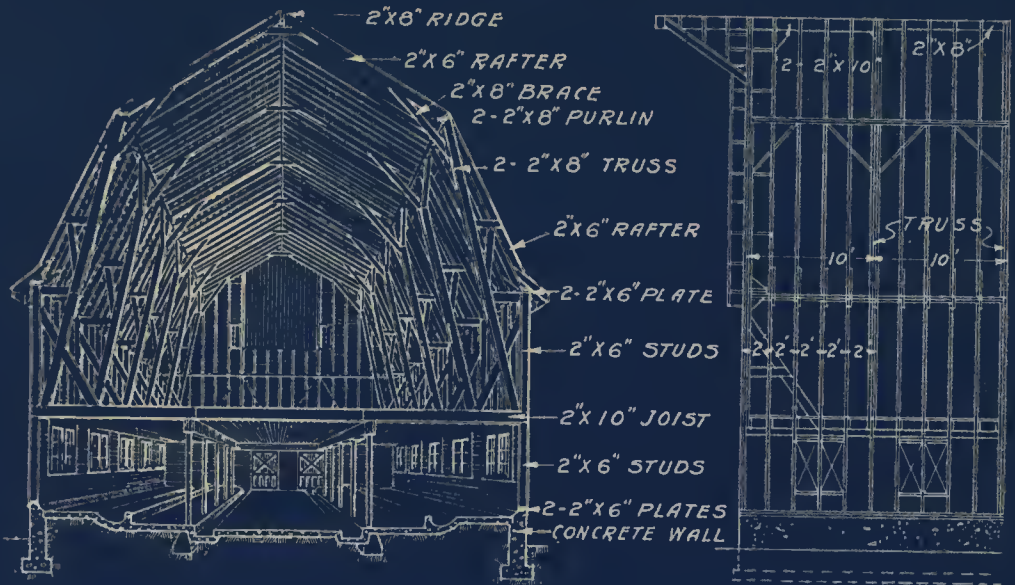 2"X8" RIDGE
2"X6" RAFTER
2"X8" BRACE
2-2"X8" PURLIN
2-2"X8" TRUSS
2"X6" RAFTER
2-2"X6" PLATE
2"X6" STUDS
2"X10" JOIST
2"X6" STUDS
2-2"X6" PLATES
CONCRETE WALL
2-2"X10"
2"X8"
TRUSS
10' 10'
2' 2' 2' 2' 2'